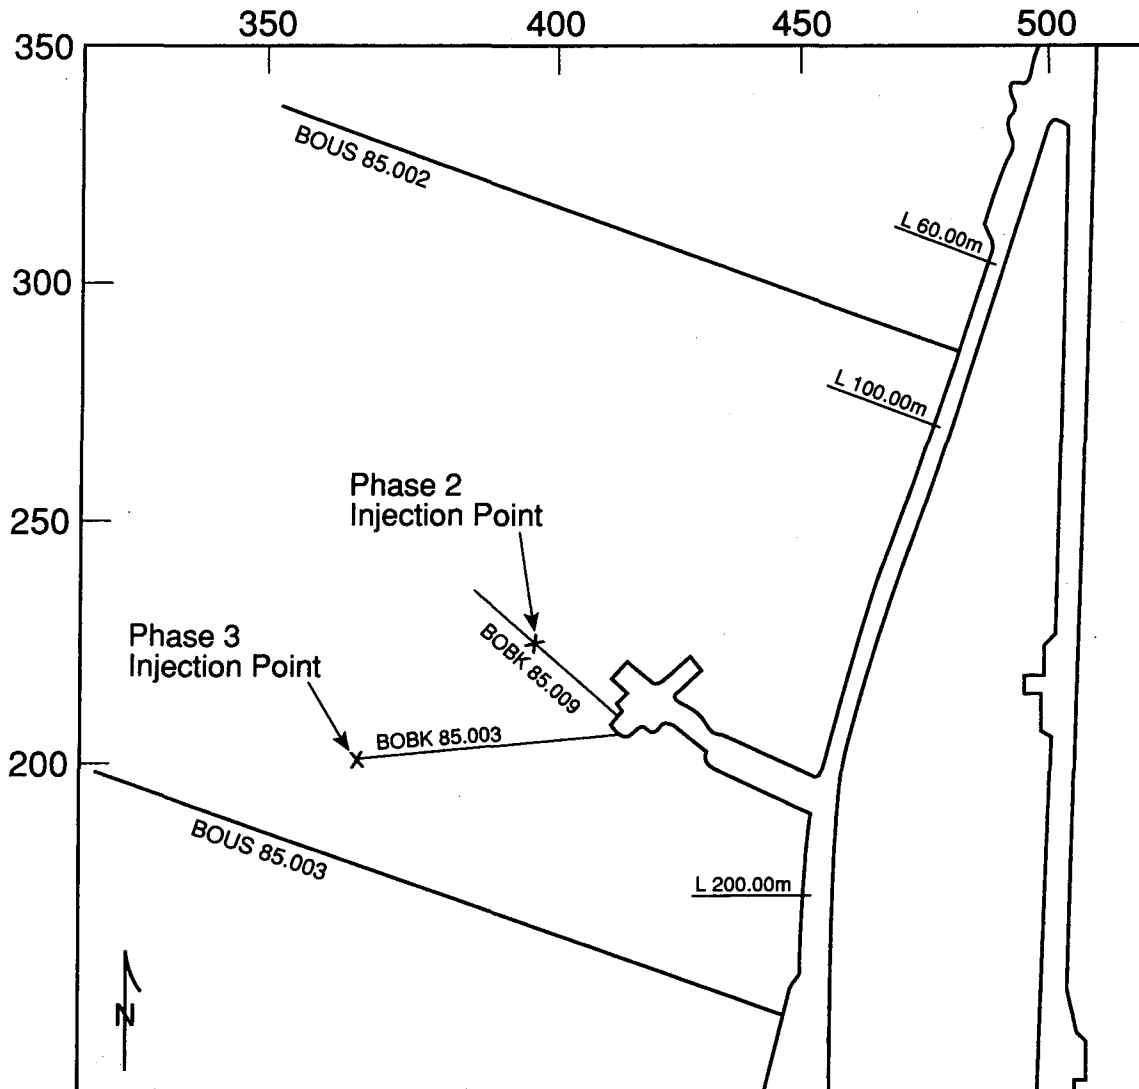 350 400 450 500
350
BOUS 85.002
L 60.00m
300
L 100.00m
Phase 2
Injection Point
250
Phase 3
Injection Point
BOBK 85.009
BOBK 85.003
200
BOUS 85.003
L 200.00m
N